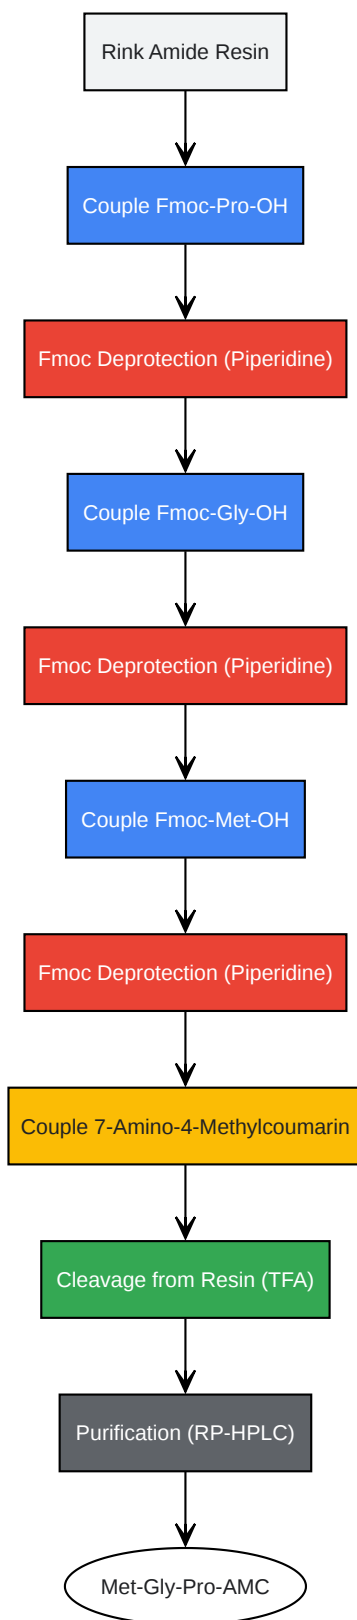 Rink Amide Resin
Couple Fmoc-Pro-OH
Fmoc Deprotection (Piperidine)
Couple Fmoc-Gly-OH
Fmoc Deprotection (Piperidine)
Couple Fmoc-Met-OH
Fmoc Deprotection (Piperidine)
Couple 7-Amino-4-Methylcoumarin
Cleavage from Resin (TFA)
Purification (RP-HPLC)
Met-Gly-Pro-AMC